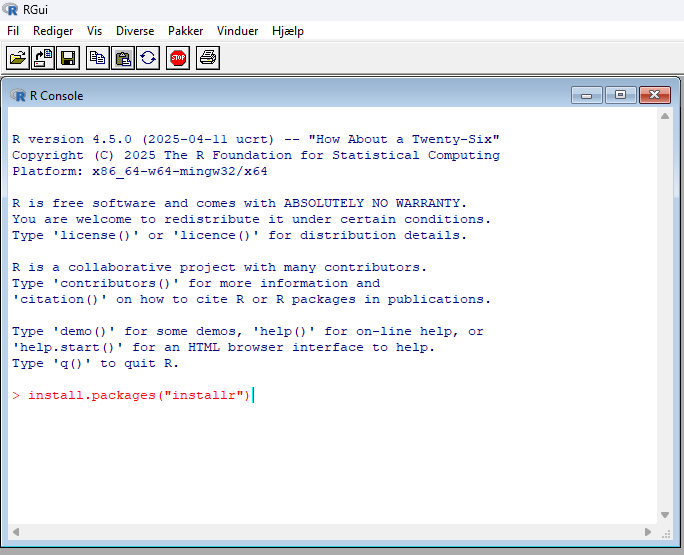 RGui
Fil Rediger Vis Diverse Pakker Vinduer Hjælp
STOP
R Console
R version 4.5.0 (2025-04-11 ucrt) -- "How About a Twenty-Six"
Copyright (C) 2025 The R Foundation for Statistical Computing
Platform: x86_64-w64-mingw32/x64
R is free software and comes with ABSOLUTELY NO WARRANTY.
You are welcome to redistribute it under certain conditions.
Type 'license()' or 'licence()' for distribution details.
R is a collaborative project with many contributors.
Type 'contributors()' for more information and
'citation()' on how to cite R or R packages in publications.
Type 'demo()' for some demos, 'help()' for on-line help, or
'help.start()' for an HTML browser interface to help.
Type 'q()' to quit R.
> install.packages("installr")